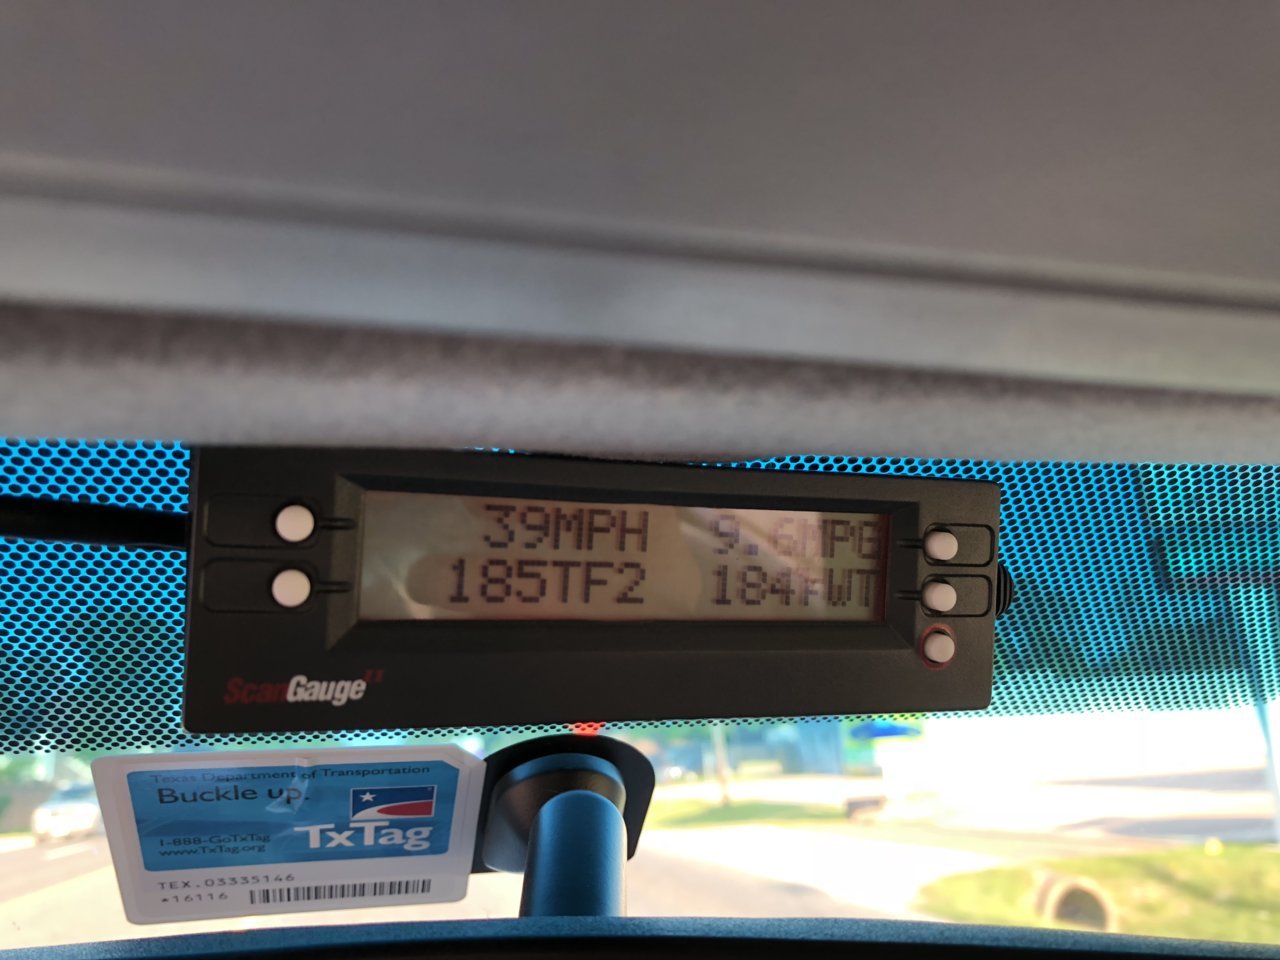 39MPH 9.6MPG
185TF2 184FWT
ScanGauge II
Texas Department of Transportation
Buckle up.
1-888-GoTxTag
www.TxTag.org
TxTag
TEX.03335146
*16116